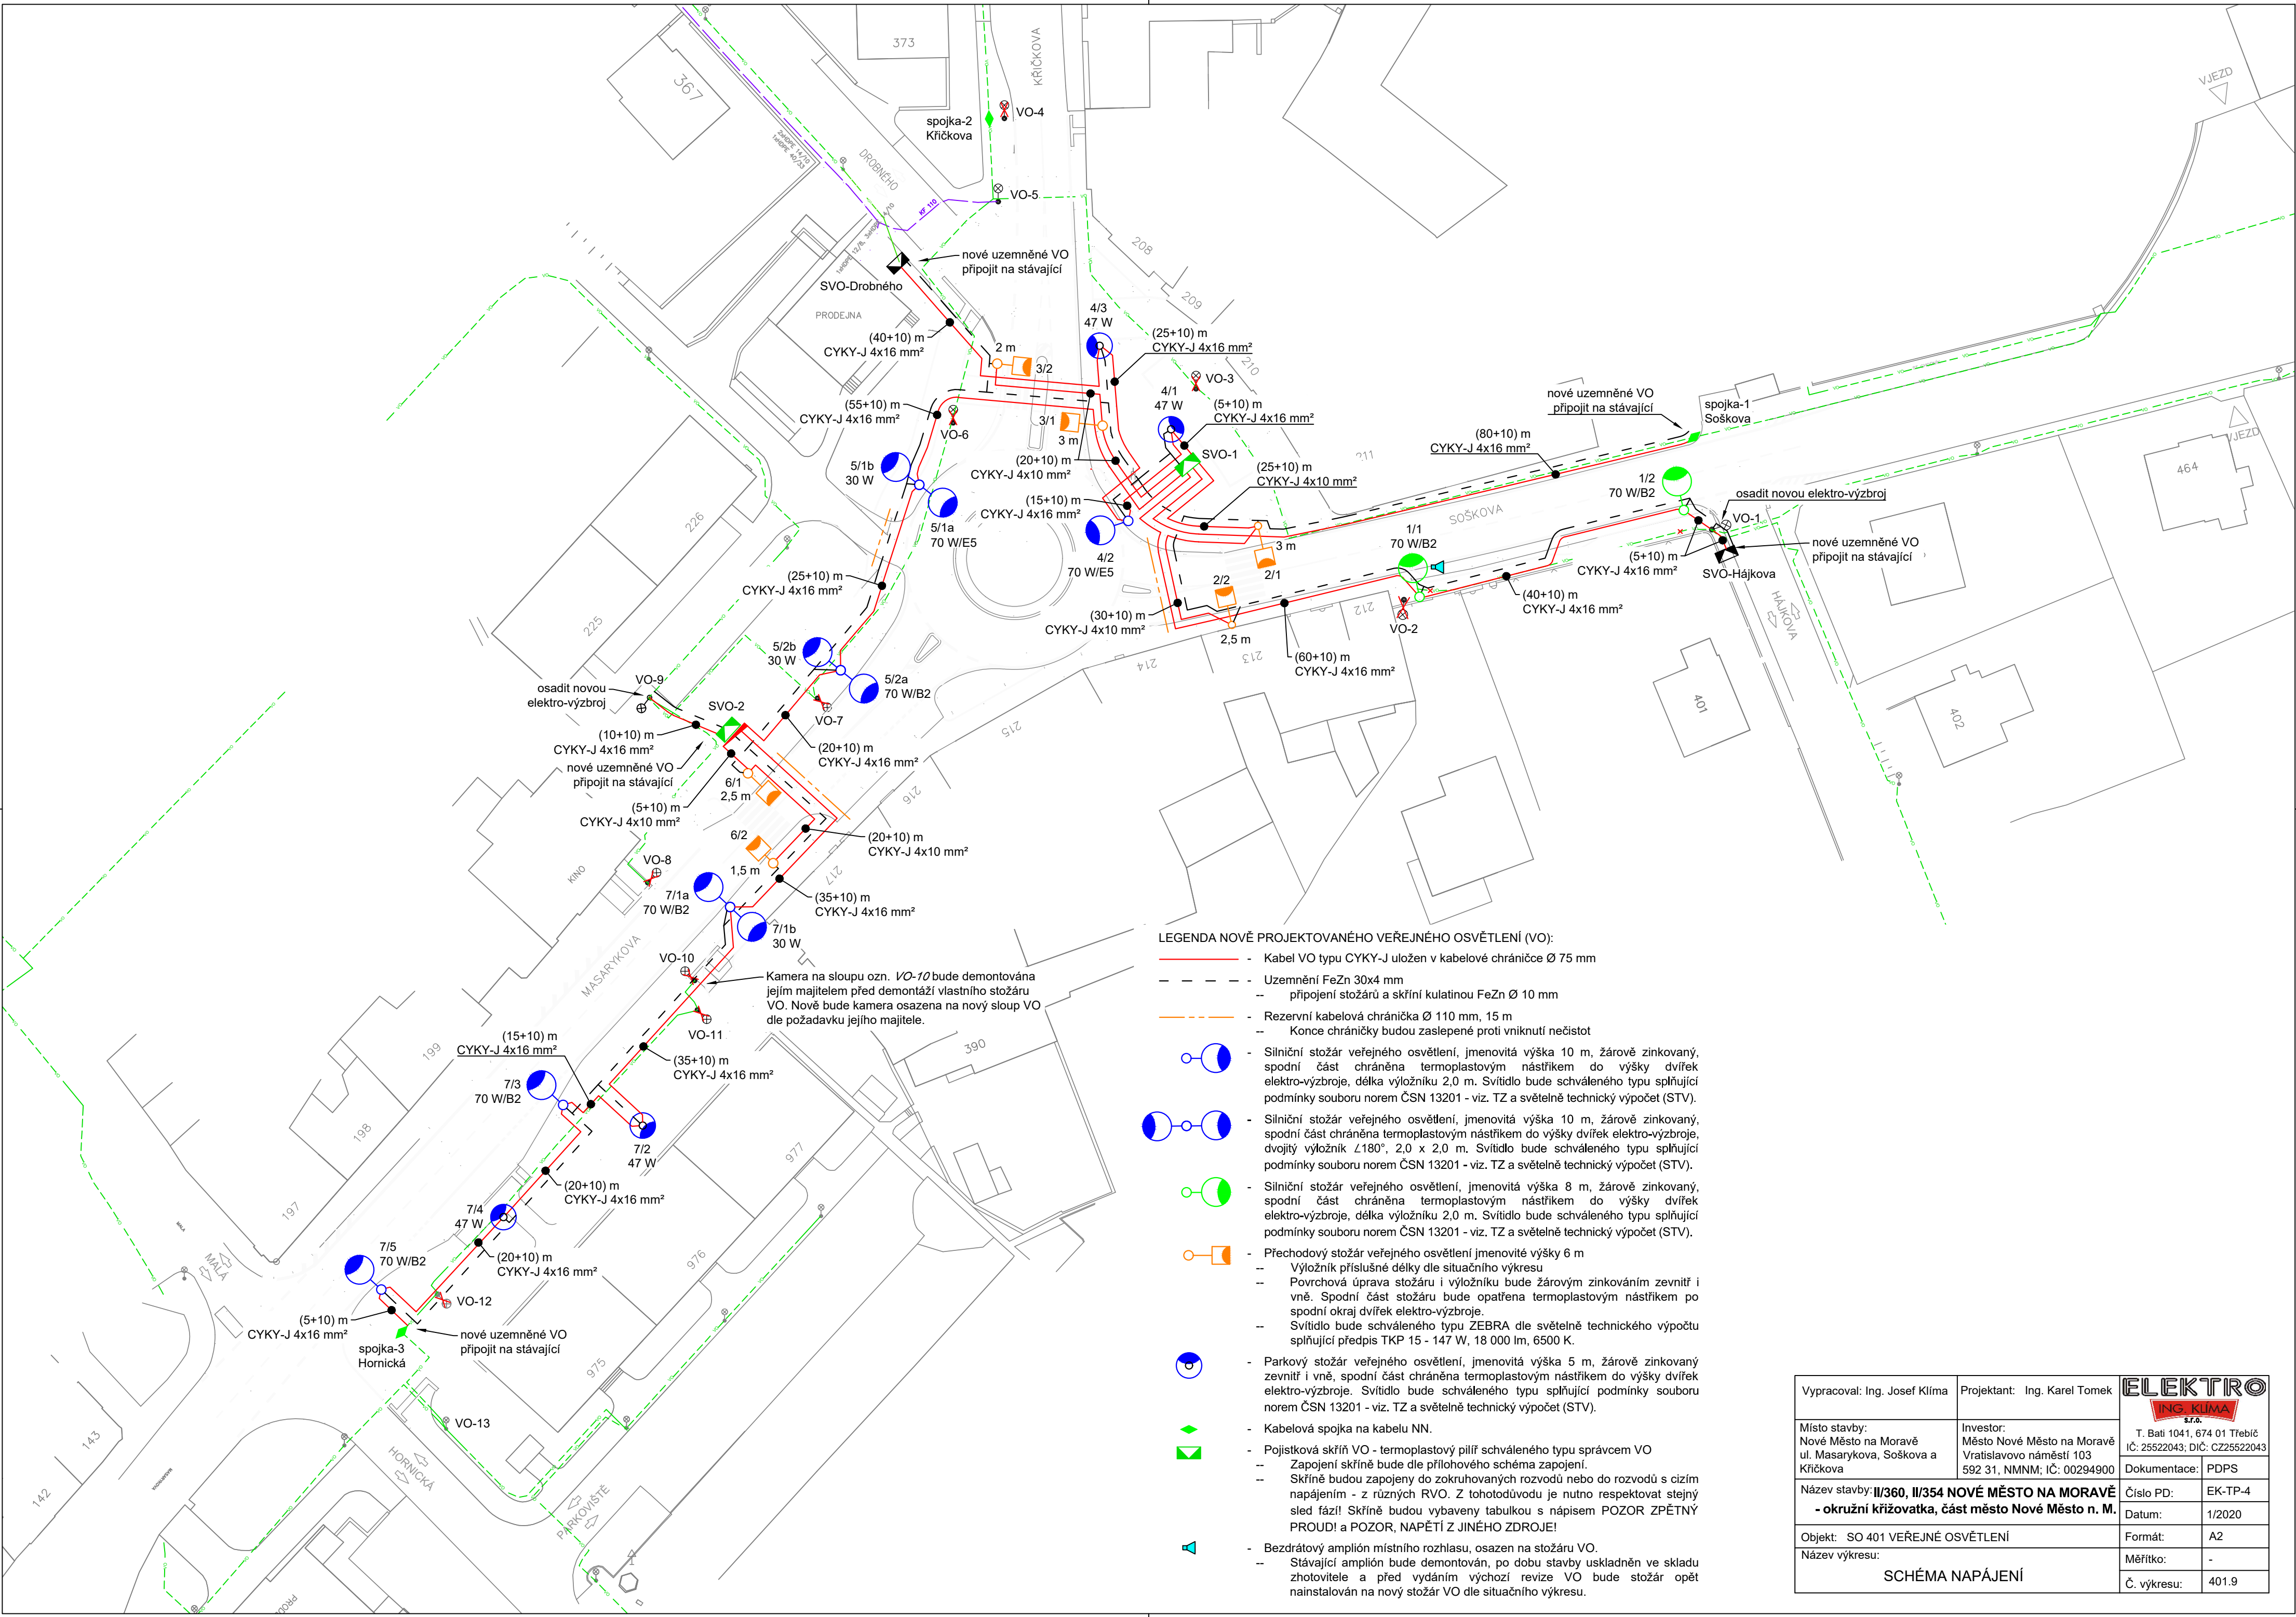 373
KŘIČKOVA
VJEZD
367
VO-4
spojka-2
Křičkova
2xHDPE 14/10
1xHDPE 40/33
DROBNÉHO
VO-5
KF 110
208
nové uzemněné VO
připojit na stávající
SVO-Drobného
209
PRODEJNA
4/3
47 W
(25+10) m
CYKY-J 4x16 mm²
(40+10) m
CYKY-J 4x16 mm²
2 m
3/2
210
VO-3
4/1
47 W
(5+10) m
CYKY-J 4x16 mm²
nové uzemněné VO
připojit na stávající
spojka-1
Soškova
(55+10) m
CYKY-J 4x16 mm²
VO-6
3/1
3 m
(80+10) m
CYKY-J 4x16 mm²
VJEZD
5/1b
30 W
(20+10) m
CYKY-J 4x10 mm²
SVO-1
211
(25+10) m
CYKY-J 4x10 mm²
464
1/2
70 W/B2
osadit novou elektro-výzbroj
(15+10) m
CYKY-J 4x16 mm²
SOŠKOVA
VO-1
226
5/1a
70 W/E5
4/2
70 W/E5
1/1
70 W/B2
3 m
2/1
nové uzemněné VO
připojit na stávající
(5+10) m
CYKY-J 4x16 mm²
SVO-Hájkova
(25+10) m
CYKY-J 4x16 mm²
2/2
(40+10) m
CYKY-J 4x16 mm²
HÁJKOVA
(30+10) m
CYKY-J 4x10 mm²
212
VO-2
225
2,5 m
5/2b
30 W
214
213
(60+10) m
CYKY-J 4x16 mm²
VO-9
5/2a
70 W/B2
osadit novou
elektro-výzbroj
SVO-2
VO-7
401
402
215
(10+10) m
CYKY-J 4x16 mm²
(20+10) m
CYKY-J 4x16 mm²
nové uzemněné VO
připojit na stávající
6/1
2,5 m
216
(5+10) m
CYKY-J 4x10 mm²
6/2
(20+10) m
CYKY-J 4x10 mm²
VO-8
1,5 m
KINO
217
7/1a
70 W/B2
(35+10) m
CYKY-J 4x16 mm²
7/1b
30 W
MASARYKOVA
VO-10
Kamera na sloupu ozn. VO-10 bude demontována
jejím majitelem před demontáží vlastního stožáru
VO. Nově bude kamera osazena na nový sloup VO
dle požadavku jejího majitele.
VO-11
(15+10) m
CYKY-J 4x16 mm²
199
(35+10) m
CYKY-J 4x16 mm²
390
7/3
70 W/B2
198
7/2
47 W
977
(20+10) m
CYKY-J 4x16 mm²
197
7/4
47 W
MALÁ
7/5
70 W/B2
(20+10) m
CYKY-J 4x16 mm²
976
VO-12
(5+10) m
CYKY-J 4x16 mm²
nové uzemněné VO
připojit na stávající
spojka-3
Hornická
975
VO-13
143
HORNICKÁ
142
PARKOVIŠTĚ
LEGENDA NOVĚ PROJEKTOVANÉHO VEŘEJNÉHO OSVĚTLENÍ (VO):
- Kabel VO typu CYKY-J uložen v kabelové chráničce Ø 75 mm
- Uzemnění FeZn 30x4 mm
-- připojení stožárů a skříní kulatinou FeZn Ø 10 mm
- Rezervní kabelová chránička Ø 110 mm, 15 m
-- Konce chráničky budou zaslepené proti vniknutí nečistot
- Silniční stožár veřejného osvětlení, jmenovitá výška 10 m, žárově zinkovaný,
spodní část chráněna termoplastovým nástřikem do výšky dvířek
elektro-výzbroje, délka výložníku 2,0 m. Svítidlo bude schváleného typu splňující
podmínky souboru norem ČSN 13201 - viz. TZ a světelně technický výpočet (STV).
- Silniční stožár veřejného osvětlení, jmenovitá výška 10 m, žárově zinkovaný,
spodní část chráněna termoplastovým nástřikem do výšky dvířek elektro-výzbroje,
dvojitý výložník ∠180°, 2,0 x 2,0 m. Svítidlo bude schváleného typu splňující
podmínky souboru norem ČSN 13201 - viz. TZ a světelně technický výpočet (STV).
- Silniční stožár veřejného osvětlení, jmenovitá výška 8 m, žárově zinkovaný,
spodní část chráněna termoplastovým nástřikem do výšky dvířek
elektro-výzbroje, délka výložníku 2,0 m. Svítidlo bude schváleného typu splňující
podmínky souboru norem ČSN 13201 - viz. TZ a světelně technický výpočet (STV).
- Přechodový stožár veřejného osvětlení jmenovité výšky 6 m
-- Výložník příslušné délky dle situačního výkresu
-- Povrchová úprava stožáru i výložníku bude žárovým zinkováním zevnitř i
vně. Spodní část stožáru bude opatřena termoplastovým nástřikem po
spodní okraj dvířek elektro-výzbroje.
-- Svítidlo bude schváleného typu ZEBRA dle světelně technického výpočtu
splňující předpis TKP 15 - 147 W, 18 000 lm, 6500 K.
- Parkový stožár veřejného osvětlení, jmenovitá výška 5 m, žárově zinkovaný
zevnitř i vně, spodní část chráněna termoplastovým nástřikem do výšky dvířek
elektro-výzbroje. Svítidlo bude schváleného typu splňující podmínky souboru
norem ČSN 13201 - viz. TZ a světelně technický výpočet (STV).
- Kabelová spojka na kabelu NN.
- Pojistková skříň VO - termoplastový pilíř schváleného typu správcem VO
-- Zapojení skříně bude dle přílohového schéma zapojení.
-- Skříně budou zapojeny do zokruhovaných rozvodů nebo do rozvodů s cizím
napájením - z různých RVO. Z tohotodůvodu je nutno respektovat stejný
sled fází! Skříně budou vybaveny tabulkou s nápisem POZOR ZPĚTNÝ
PROUD! a POZOR, NAPĚTÍ Z JINÉHO ZDROJE!
- Bezdrátový amplión místního rozhlasu, osazen na stožáru VO.
-- Stávající amplión bude demontován, po dobu stavby uskladněn ve skladu
zhotovitele a před vydáním výchozí revize VO bude stožár opět
nainstalován na nový stožár VO dle situačního výkresu.
Vypracoval: Ing. Josef Klíma
Projektant: Ing. Karel Tomek
ELEKTRO
ING. KLÍMA
s.r.o.
T. Bati 1041, 674 01 Třebíč
IČ: 25522043; DIČ: CZ25522043
Místo stavby:
Nové Město na Moravě
ul. Masarykova, Soškova a
Křičkova
Investor:
Město Nové Město na Moravě
Vratislavovo náměstí 103
592 31, NMNM; IČ: 00294900
Dokumentace: PDPS
Název stavby: II/360, II/354 NOVÉ MĚSTO NA MORAVĚ
- okružní křižovatka, část město Nové Město n. M.
Číslo PD: EK-TP-4
Datum: 1/2020
Objekt: SO 401 VEŘEJNÉ OSVĚTLENÍ
Formát: A2
Název výkresu:
SCHÉMA NAPÁJENÍ
Měřítko: -
Č. výkresu: 401.9